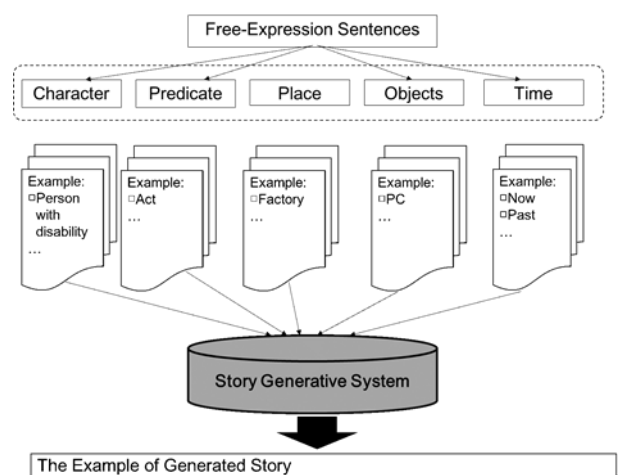 Free-Expression Sentences
Character
Predicate
Place
Objects
Time
Example:
□Person
with
disability
…
Example:
□Act
…
Example:
□Factory
…
Example:
□PC
…
Example:
□Now
□Past
…
Story Generative System
The Example of Generated Story